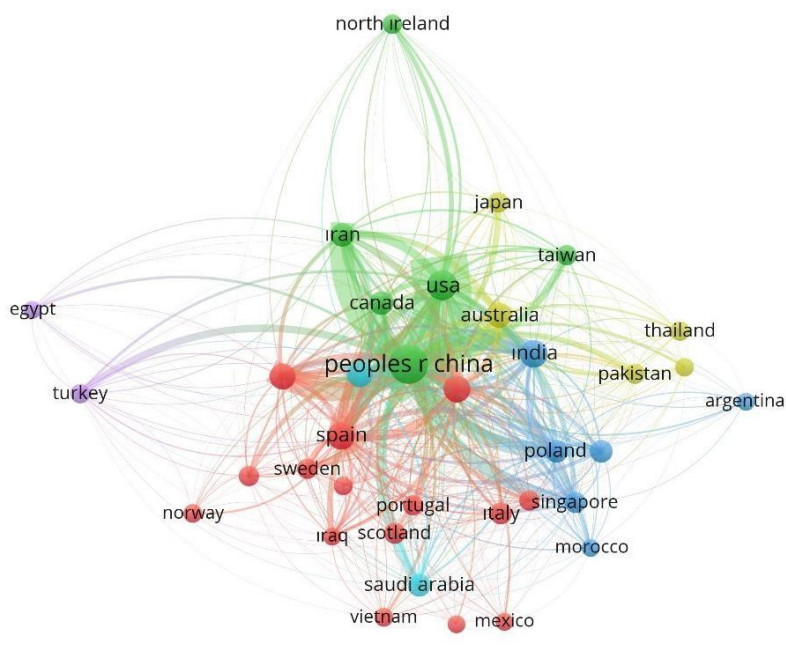 north ireland
japan
iran
taiwan
usa
canada
egypt
australia
thailand
india
peoples r china
pakistan
turkey
argentina
spain
poland
sweden
singapore
portugal
norway
italy
iraq
scotland
morocco
saudi arabia
vietnam
mexico